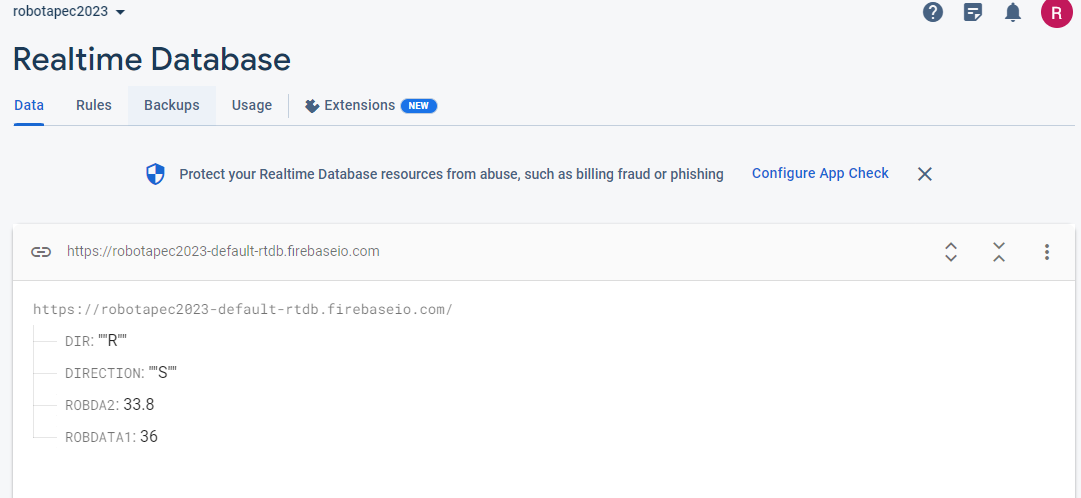 robotapec2023
R
Realtime Database
Data Rules Backups Usage Extensions NEW
Protect your Realtime Database resources from abuse, such as billing fraud or phishing Configure App Check
https://robotapec2023-default-rtdb.firebaseio.com
https://robotapec2023-default-rtdb.firebaseio.com/
DIR: ""R""
DIRECTION: ""S""
ROBDA2: 33.8
ROBDATA1: 36